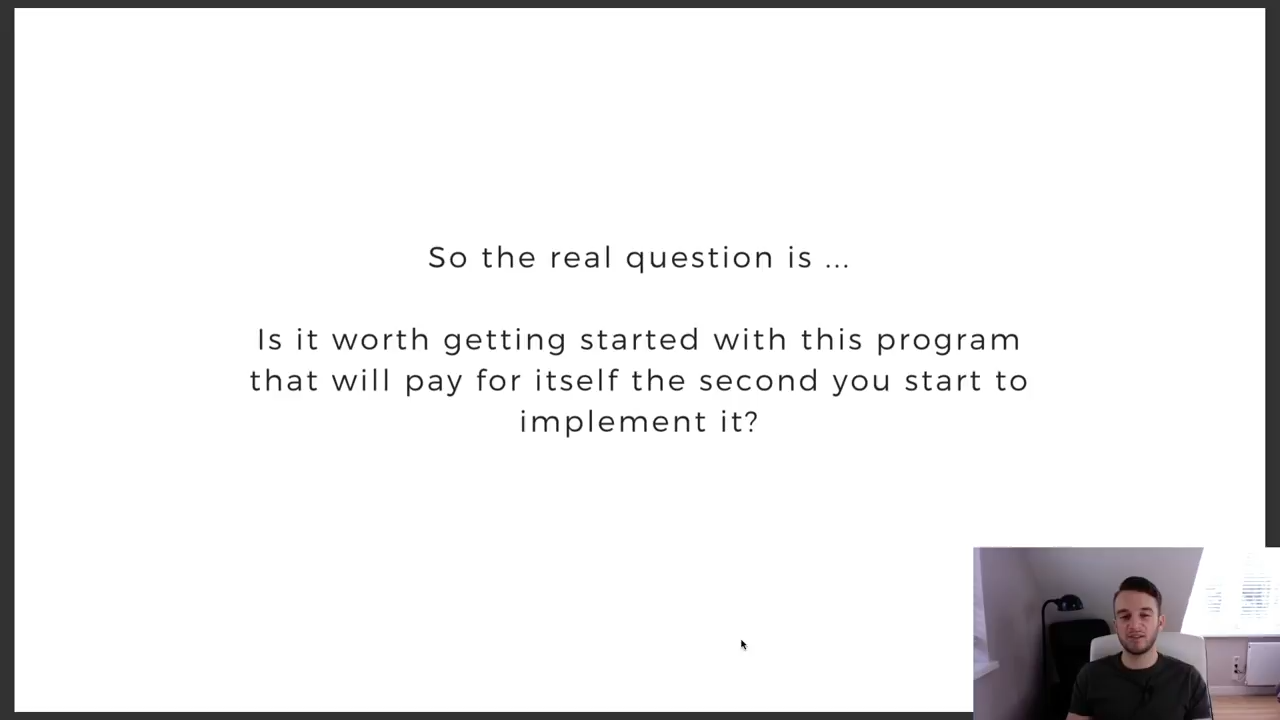 So the real question is ...
Is it worth getting started with this program
that will pay for itself the second you start to
implement it?